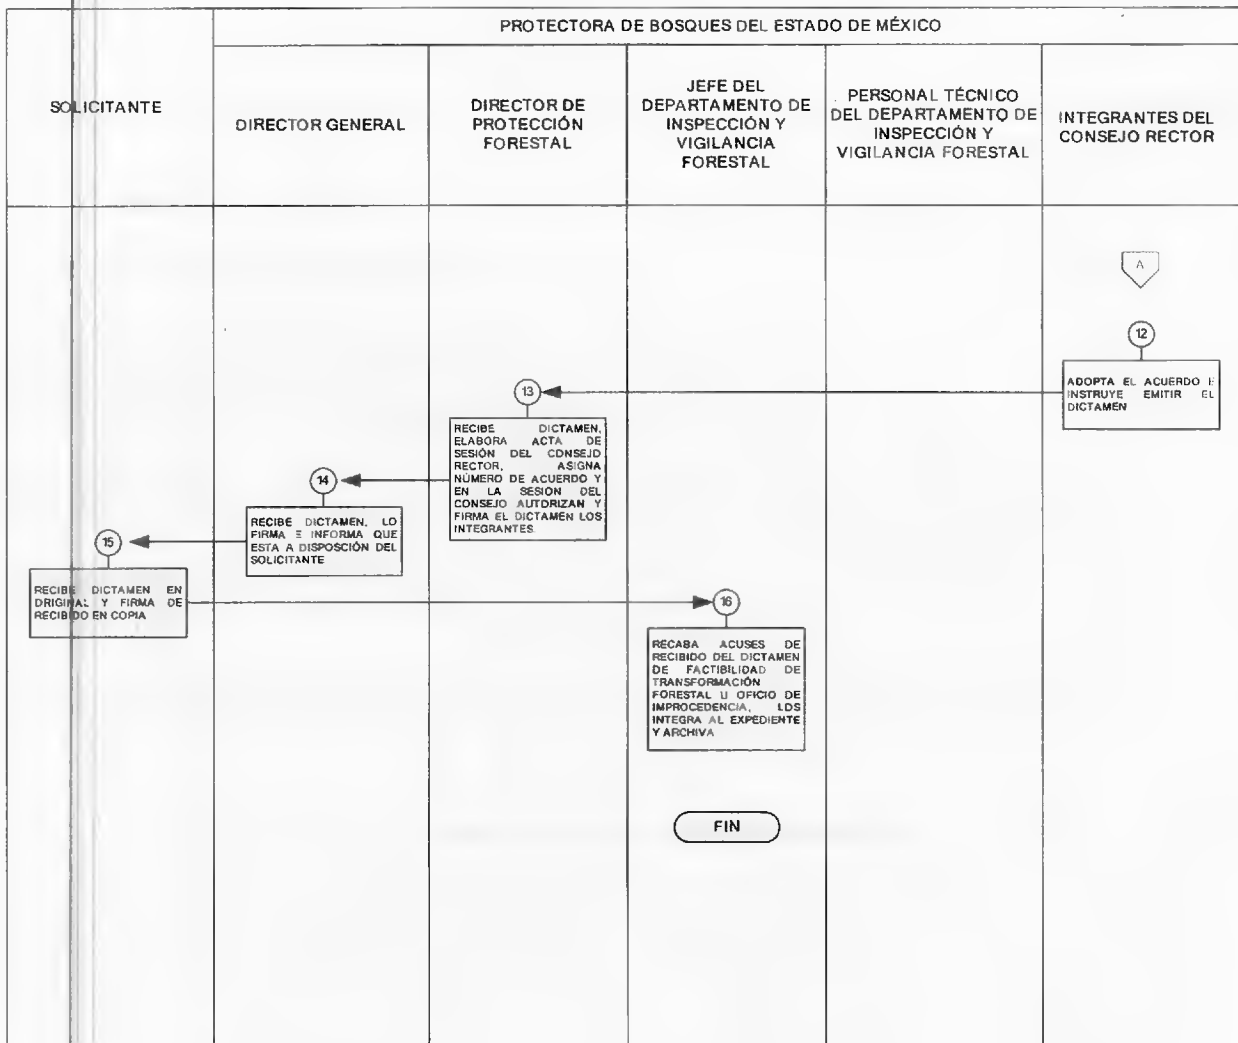 PROTECTORA DE BOSQUES DEL ESTADO DE MÉXICO
SOLICITANTE
DIRECTOR GENERAL
DIRECTOR DE
PROTECCIÓN
FORESTAL
JEFE DEL
DEPARTAMENTO DE
INSPECCIÓN Y
VIGILANCIA
FORESTAL
PERSONAL TÉCNICO
DEL DEPARTAMENTO DE
INSPECCIÓN Y
VIGILANCIA FORESTAL
INTEGRANTES DEL
CONSEJO RECTOR
A
12
ADOPTA EL ACUERDO E
INSTRUYE EMITIR EL
DICTAMEN
13
RECIBE DICTAMEN,
ELABORA ACTA DE
SESIÓN DEL CONSEJO
RECTOR, ASIGNA
NÚMERO DE ACUERDO Y
EN LA SESION DEL
CONSEJO AUTORIZAN Y
FIRMA EL DICTAMEN LOS
INTEGRANTES.
14
RECIBE DICTAMEN, LO
FIRMA E INFORMA QUE
ESTA A DISPOSCIÓN DEL
SOLICITANTE
15
RECIBE DICTAMEN EN
ORIGINAL Y FIRMA DE
RECIBIDO EN COPIA
16
RECABA ACUSES DE
RECIBIDO DEL DICTAMEN
DE FACTIBILIDAD DE
TRANSFORMACIÓN
FORESTAL U OFICIO DE
IMPROCEDENCIA, LOS
INTEGRA AL EXPEDIENTE
Y ARCHIVA
FIN